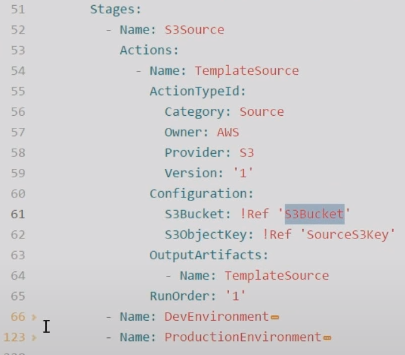 51 Stages:
52 - Name: S3Source
53 Actions:
54 - Name: TemplateSource
55 ActionTypeId:
56 Category: Source
57 Owner: AWS
58 Provider: S3
59 Version: '1'
60 Configuration:
61 S3Bucket: !Ref 'S3Bucket'
62 S3ObjectKey: !Ref 'SourceS3Key'
63 OutputArtifacts:
64 - Name: TemplateSource
65 RunOrder: '1'
66 - Name: DevEnvironment
123 - Name: ProductionEnvironment